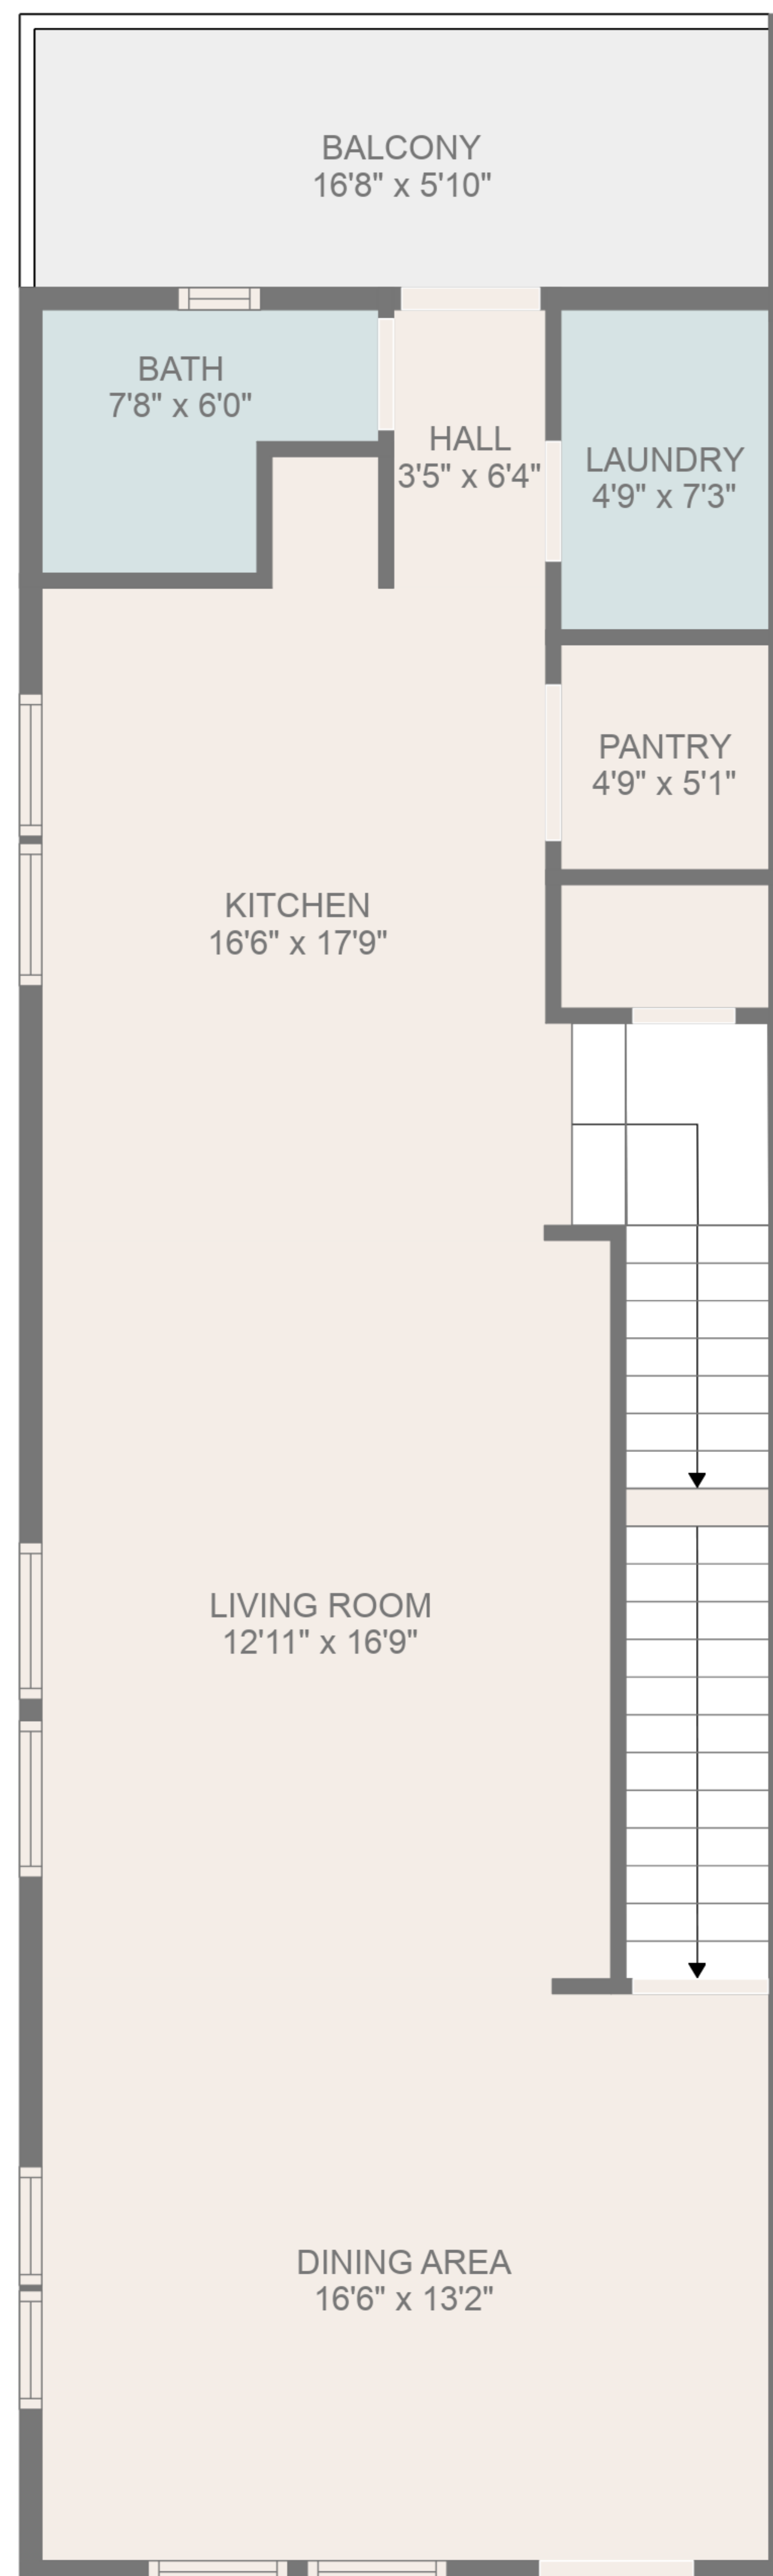 BALCONY
16'8" x 5'10"
BATH
7'8" x 6'0"
HALL
3'5" x 6'4"
LAUNDRY
4'9" x 7'3"
PANTRY
4'9" x 5'1"
KITCHEN
16'6" x 17'9"
LIVING ROOM
12'11" x 16'9"
DINING AREA
16'6" x 13'2"